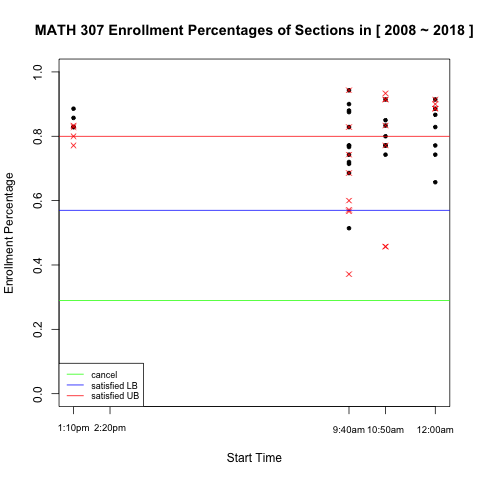 MATH 307 Enrollment Percentages of Sections in [ 2008 ~ 2018 ]
Enrollment Percentage
1.0
0.8
0.6
0.4
0.2
0.0
cancel
satisfied LB
satisfied UB
1:10pm 2:20pm 9:40am 10:50am 12:00am
Start Time